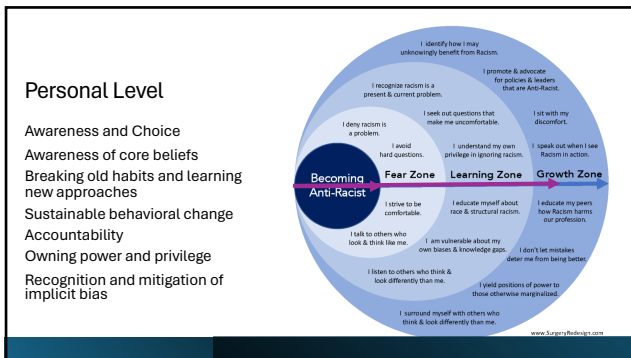 Personal Level
Awareness and Choice
Awareness of core beliefs
Breaking old habits and learning
new approaches
Sustainable behavioral change
Accountability
Owning power and privilege
Recognition and mitigation of
implicit bias
I identify how I may
unknowingly benefit from Racism.
I promote & advocate
for policies & leaders
that are Anti-Racist.
I recognize racism is a
present & current problem.
I seek out questions that
make me uncomfortable.
I sit with my
discomfort.
I deny racism is
a problem.
I avoid
hard questions.
I understand my own
privilege in ignoring racism.
I speak out when I see
Racism in action.
Becoming
Anti-Racist
Fear Zone
Learning Zone
Growth Zone
I strive to be
comfortable.
I educate myself about
race & structural racism.
I educate my peers
how Racism harms
our profession.
I talk to others who
look & think like me.
I am vulnerable about my
own biases & knowledge gaps.
I don't let mistakes
deter me from being better.
I listen to others who think &
look differently than me.
I yield positions of power to
those otherwise marginalized.
I surround myself with others who
think & look differently than me.
www.SurgeryRedesign.com